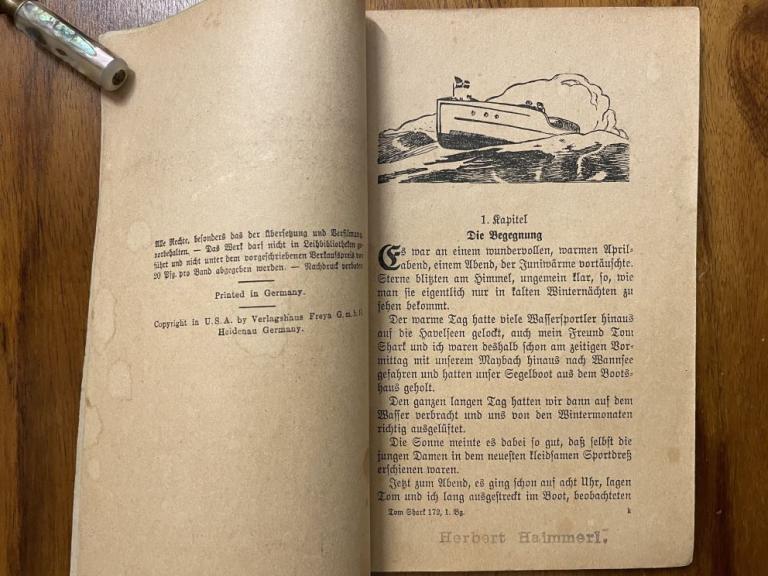 Alle Rechte, besonders das der Übersetzung und Verfilmung
vorbehalten. — Das Werk darf nicht in Leihbibliotheken ge-
führt und nicht unter dem vorgeschriebenen Verkaufspreis von
20 Pfg. pro Band abgegeben werden. — Nachdruck verboten
Printed in Germany.
Copyright in U.S.A. by Verlagshaus Freya G.m.b.H.
Heidenau Germany.
1. Kapitel
Die Begegnung
Es war an einem wundervollen, warmen April-
abend, einem Abend, der Juniwärme vortäuschte.
Sterne blitzten am Himmel, ungemein klar, so, wie
man sie eigentlich nur in kalten Winternächten zu
sehen bekommt.
Der warme Tag hatte viele Wassersportler hinaus
auf die Havelseen gelockt, auch mein Freund Tom
Shark und ich waren deshalb schon am zeitigen Vor-
mittag mit unserem Maybach hinaus nach Wannsee
gefahren und hatten unser Segelboot aus dem Boots-
haus geholt.
Den ganzen langen Tag hatten wir dann auf dem
Wasser verbracht und uns von den Wintermonaten
richtig ausgelüftet.
Die Sonne meinte es dabei so gut, daß selbst die
jungen Damen in dem neuesten kleidsamen Sportdreß
erschienen waren.
Jetzt zum Abend, es ging schon auf acht Uhr, lagen
Tom und ich lang ausgestreckt im Boot, beobachteten
Tom Shark 172, 1. Bg. k
Herbert Haimmerl.